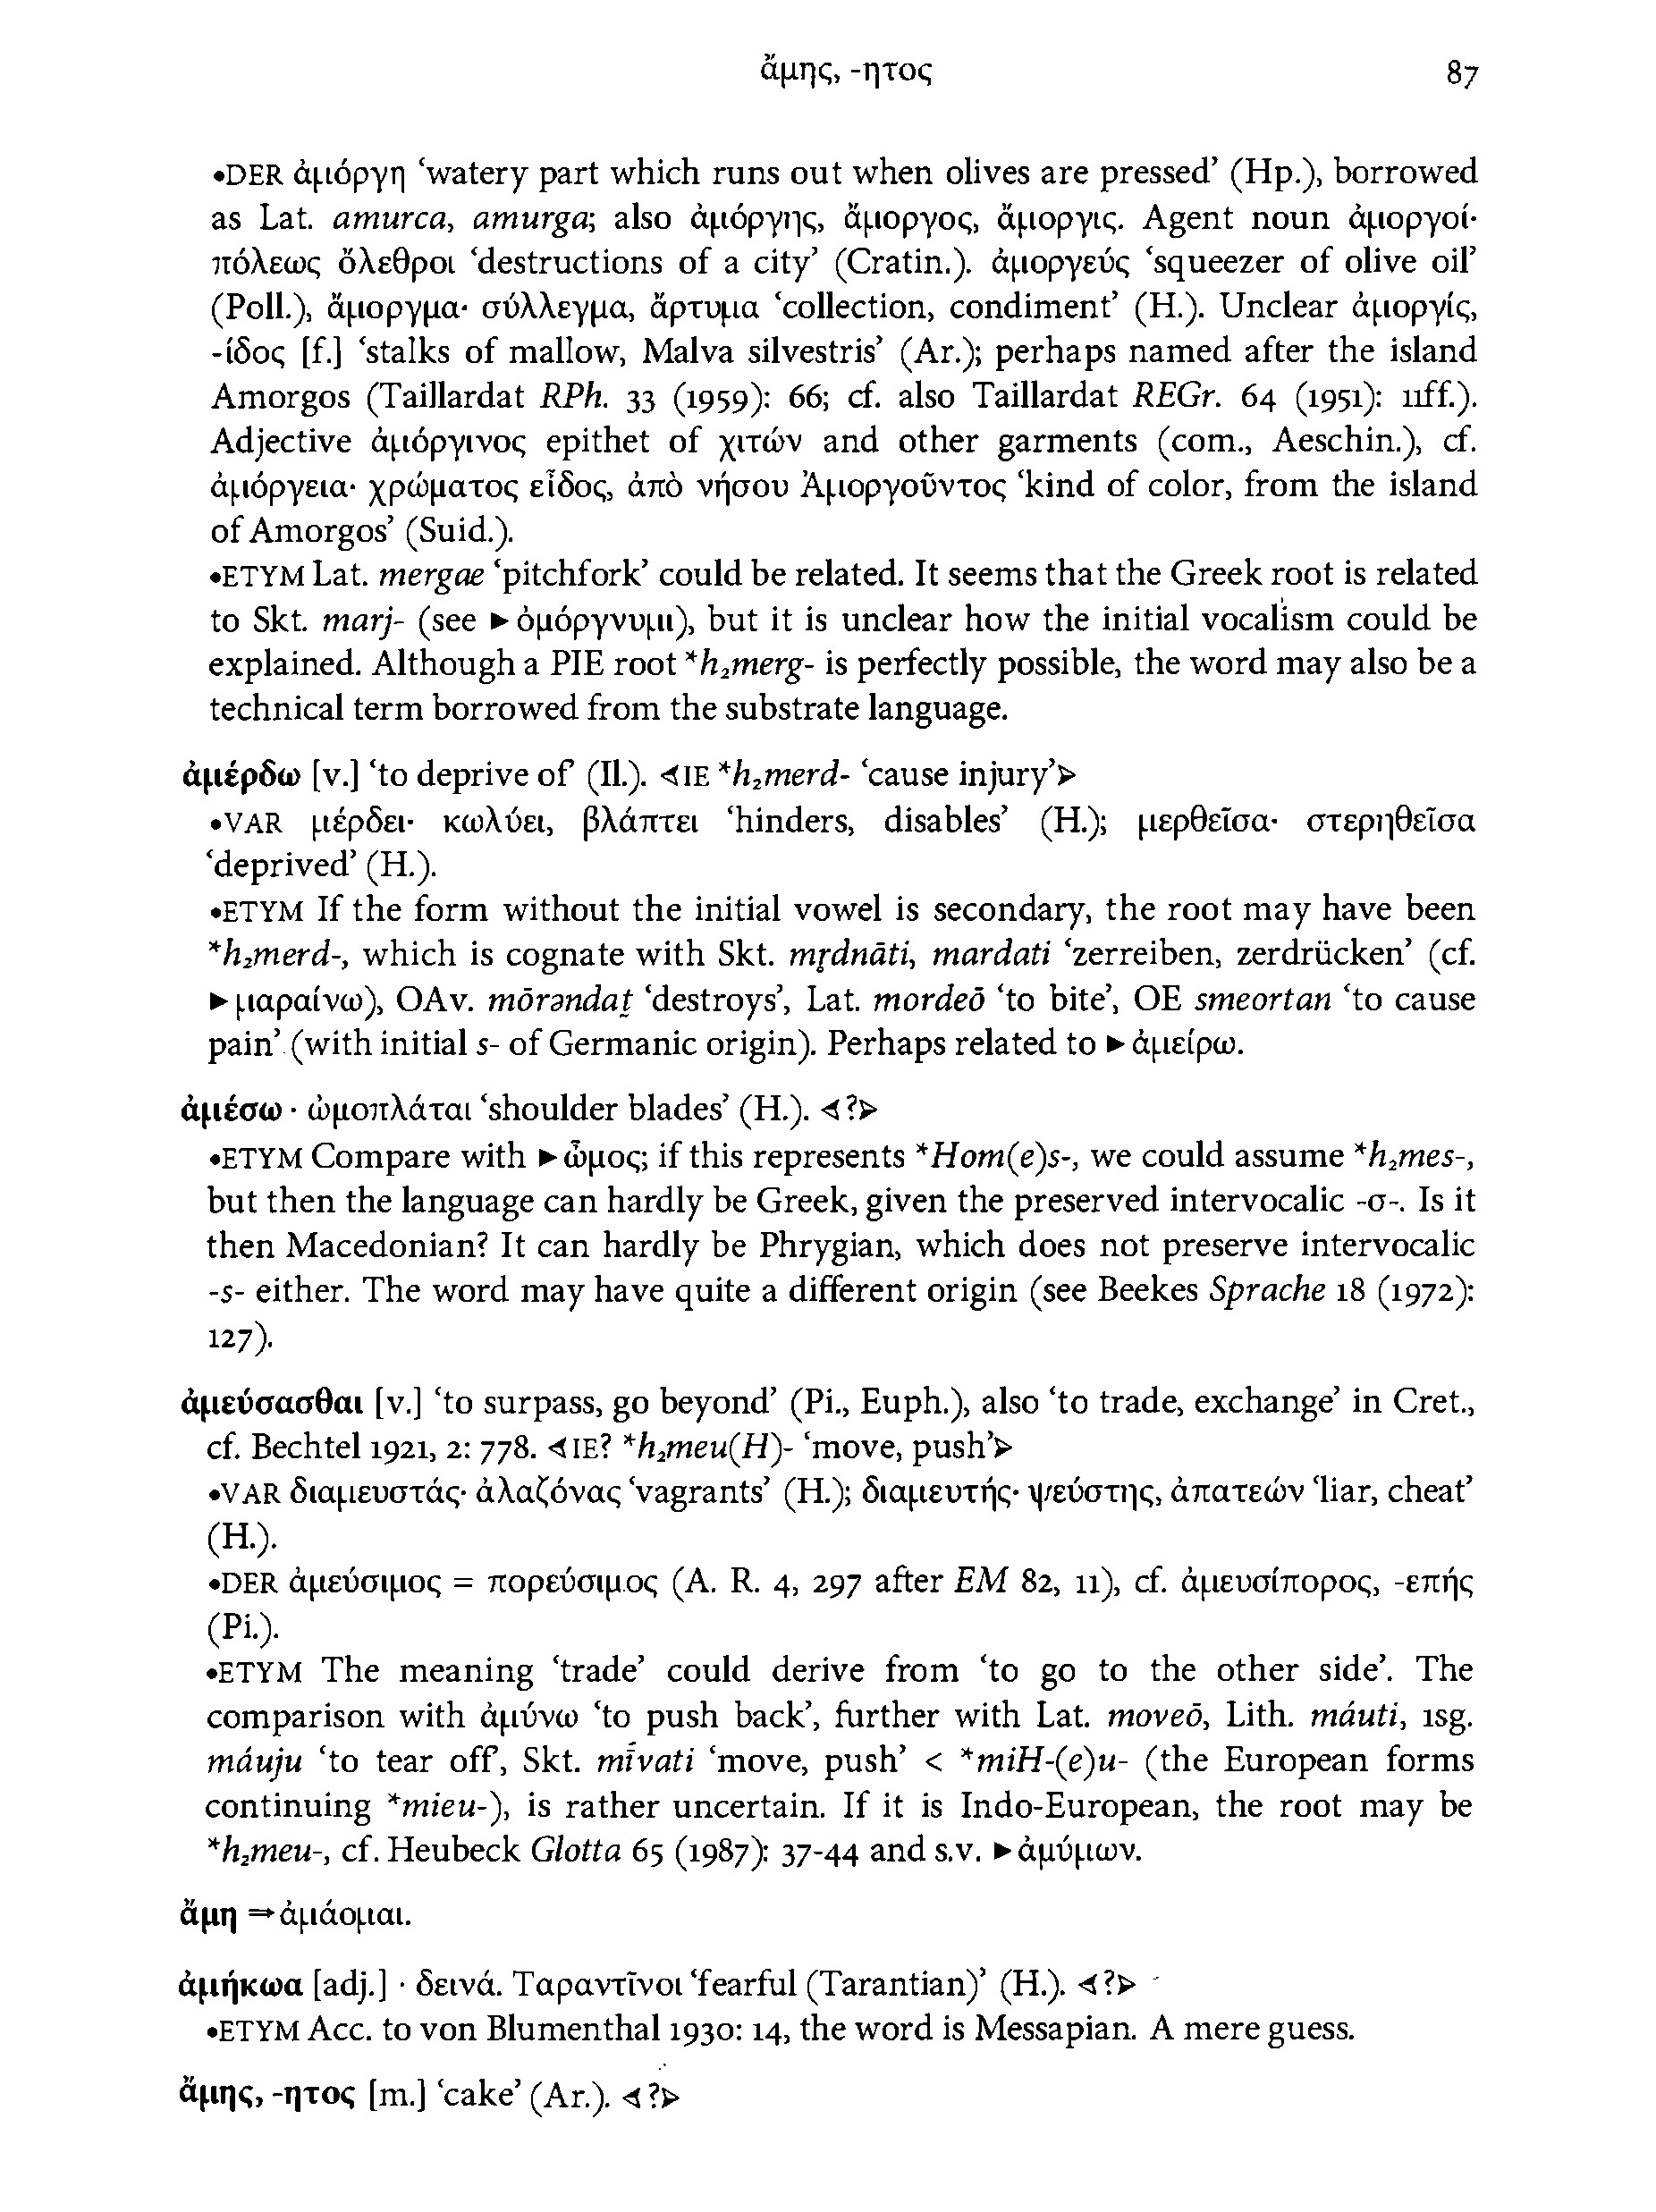 ἄμης, -ητος 87
•DER ἀμόργη ‘watery part which runs out when olives are pressed’ (Hp.), borrowed
as Lat. amurca, amurga; also ἀμόργης, ἄμοργος, ἄμοργις. Agent noun ἀμοργοί·
πόλεως ὄλεθροι ‘destructions of a city’ (Cratin.). ἀμοργεύς ‘squeezer of olive oil’
(Poll.), ἄμοργμα· σύλλεγμα, ἄρτυμα ‘collection, condiment’ (H.). Unclear ἀμοργίς,
-ίδος [f.] ‘stalks of mallow, Malva silvestris’ (Ar.); perhaps named after the island
Amorgos (Taillardat RPh. 33 (1959): 66; cf. also Taillardat REGr. 64 (1951): 11ff.).
Adjective ἀμόργινος epithet of χιτών and other garments (com., Aeschin.), cf.
ἀμόργεια· χρώματος εἶδος, ἀπὸ νήσου Ἀμοργοῦντος ‘kind of color, from the island
of Amorgos’ (Suid.).
•ETYM Lat. mergae ‘pitchfork’ could be related. It seems that the Greek root is related
to Skt. marj- (see ►ὀμόργνυμι), but it is unclear how the initial vocalism could be
explained. Although a PIE root *h₂merg- is perfectly possible, the word may also be a
technical term borrowed from the substrate language.
ἀμέρδω [v.] ‘to deprive of’ (Il.). ⊲IE *h₂merd- ‘cause injury’⊳
•VAR μέρδει· κωλύει, βλάπτει ‘hinders, disables’ (H.); μερθεῖσα· στερηθεῖσα
‘deprived’ (H.).
•ETYM If the form without the initial vowel is secondary, the root may have been
*h₂merd-, which is cognate with Skt. mṛdnāti, mardati ‘zerreiben, zerdrücken’ (cf.
►μαραίνω), OAv. mōrəndat̰ ‘destroys’, Lat. mordeō ‘to bite’, OE smeortan ‘to cause
pain’ (with initial s- of Germanic origin). Perhaps related to ►ἀμείρω.
ἀμέσω · ὠμοπλάται ‘shoulder blades’ (H.). ⊲?⊳
•ETYM Compare with ►ὦμος; if this represents *Hom(e)s-, we could assume *h₂mes-,
but then the language can hardly be Greek, given the preserved intervocalic -σ-. Is it
then Macedonian? It can hardly be Phrygian, which does not preserve intervocalic
-s- either. The word may have quite a different origin (see Beekes Sprache 18 (1972):
127).
ἀμεύσασθαι [v.] ‘to surpass, go beyond’ (Pi., Euph.), also ‘to trade, exchange’ in Cret.,
cf. Bechtel 1921, 2: 778. ⊲IE? *h₂meu(H)- ‘move, push’⊳
•VAR διαμευστάς· ἀλαζόνας ‘vagrants’ (H.); διαμευτής· ψεύστης, ἀπατεών ‘liar, cheat’
(H.).
•DER ἀμεύσιμος = πορεύσιμος (A. R. 4, 297 after EM 82, 11), cf. ἀμευσίπορος, -επής
(Pi.).
•ETYM The meaning ‘trade’ could derive from ‘to go to the other side’. The
comparison with ἀμύνω ‘to push back’, further with Lat. moveō, Lith. máuti, 1sg.
máuju ‘to tear off’, Skt. mī́vati ‘move, push’ < *miH-(e)u- (the European forms
continuing *mieu-), is rather uncertain. If it is Indo-European, the root may be
*h₂meu-, cf. Heubeck Glotta 65 (1987): 37-44 and s.v. ►ἀμύμων.
ἄμη ⇒ἀμάομαι.
ἀμήκωα [adj.] · δεινά. Ταραντῖνοι ‘fearful (Tarantian)’ (H.). ⊲?⊳
•ETYM Acc. to von Blumenthal 1930: 14, the word is Messapian. A mere guess.
ἄμης, -ητος [m.] ‘cake’ (Ar.). ⊲?⊳